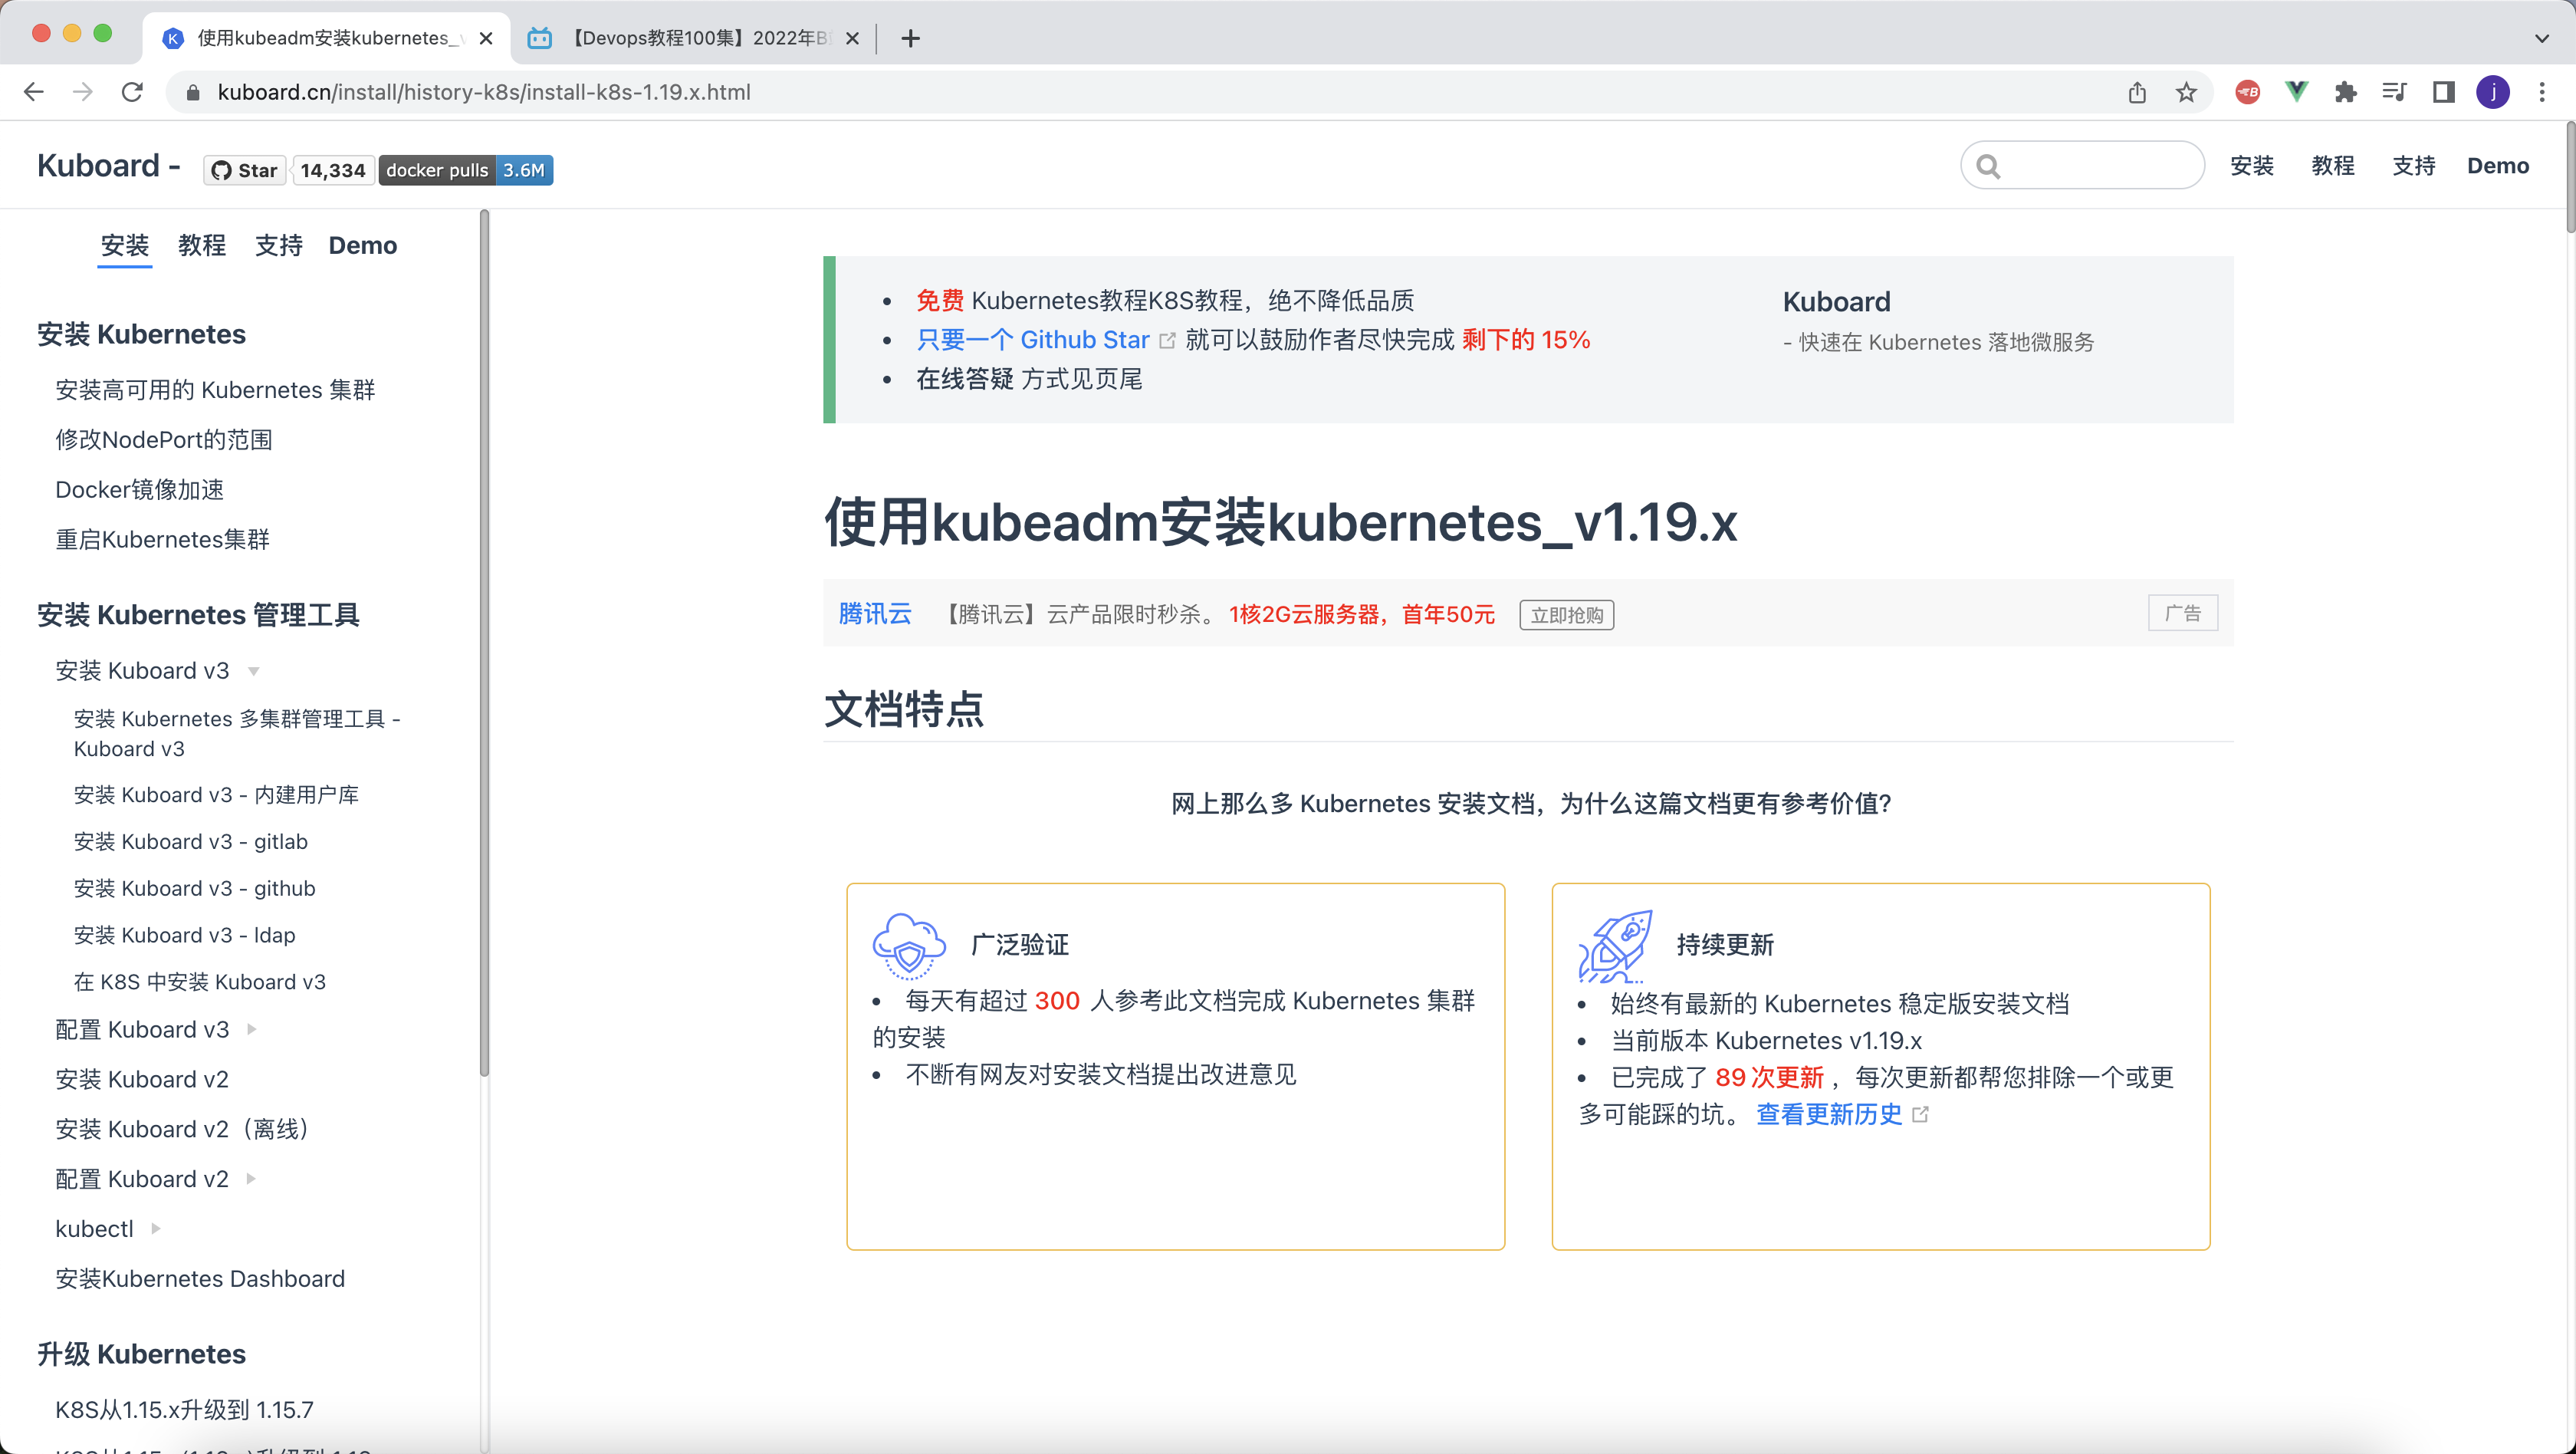 使用kubeadm安装kubernetes_v
【Devops教程100集】2022年B
kuboard.cn/install/history-k8s/install-k8s-1.19.x.html
j
Kuboard -
Star 14,334 docker pulls 3.6M
安装 教程 支持 Demo
安装 教程 支持 Demo
安装 Kubernetes
安装高可用的 Kubernetes 集群
修改NodePort的范围
Docker镜像加速
重启Kubernetes集群
安装 Kubernetes 管理工具
安装 Kuboard v3
安装 Kubernetes 多集群管理工具 -
Kuboard v3
安装 Kuboard v3 - 内建用户库
安装 Kuboard v3 - gitlab
安装 Kuboard v3 - github
安装 Kuboard v3 - ldap
在 K8S 中安装 Kuboard v3
配置 Kuboard v3
安装 Kuboard v2
安装 Kuboard v2（离线）
配置 Kuboard v2
kubectl
安装Kubernetes Dashboard
升级 Kubernetes
K8S从1.15.x升级到 1.15.7
• 免费 Kubernetes教程K8S教程，绝不降低品质
• 只要一个 Github Star 就可以鼓励作者尽快完成 剩下的 15%
• 在线答疑 方式见页尾
Kuboard
- 快速在 Kubernetes 落地微服务
使用kubeadm安装kubernetes_v1.19.x
腾讯云 【腾讯云】云产品限时秒杀。1核2G云服务器，首年50元 立即抢购 广告
文档特点
网上那么多 Kubernetes 安装文档，为什么这篇文档更有参考价值?
广泛验证
• 每天有超过 300 人参考此文档完成 Kubernetes 集群
的安装
• 不断有网友对安装文档提出改进意见
持续更新
• 始终有最新的 Kubernetes 稳定版安装文档
• 当前版本 Kubernetes v1.19.x
• 已完成了 89 次更新 ，每次更新都帮您排除一个或更
多可能踩的坑。 查看更新历史